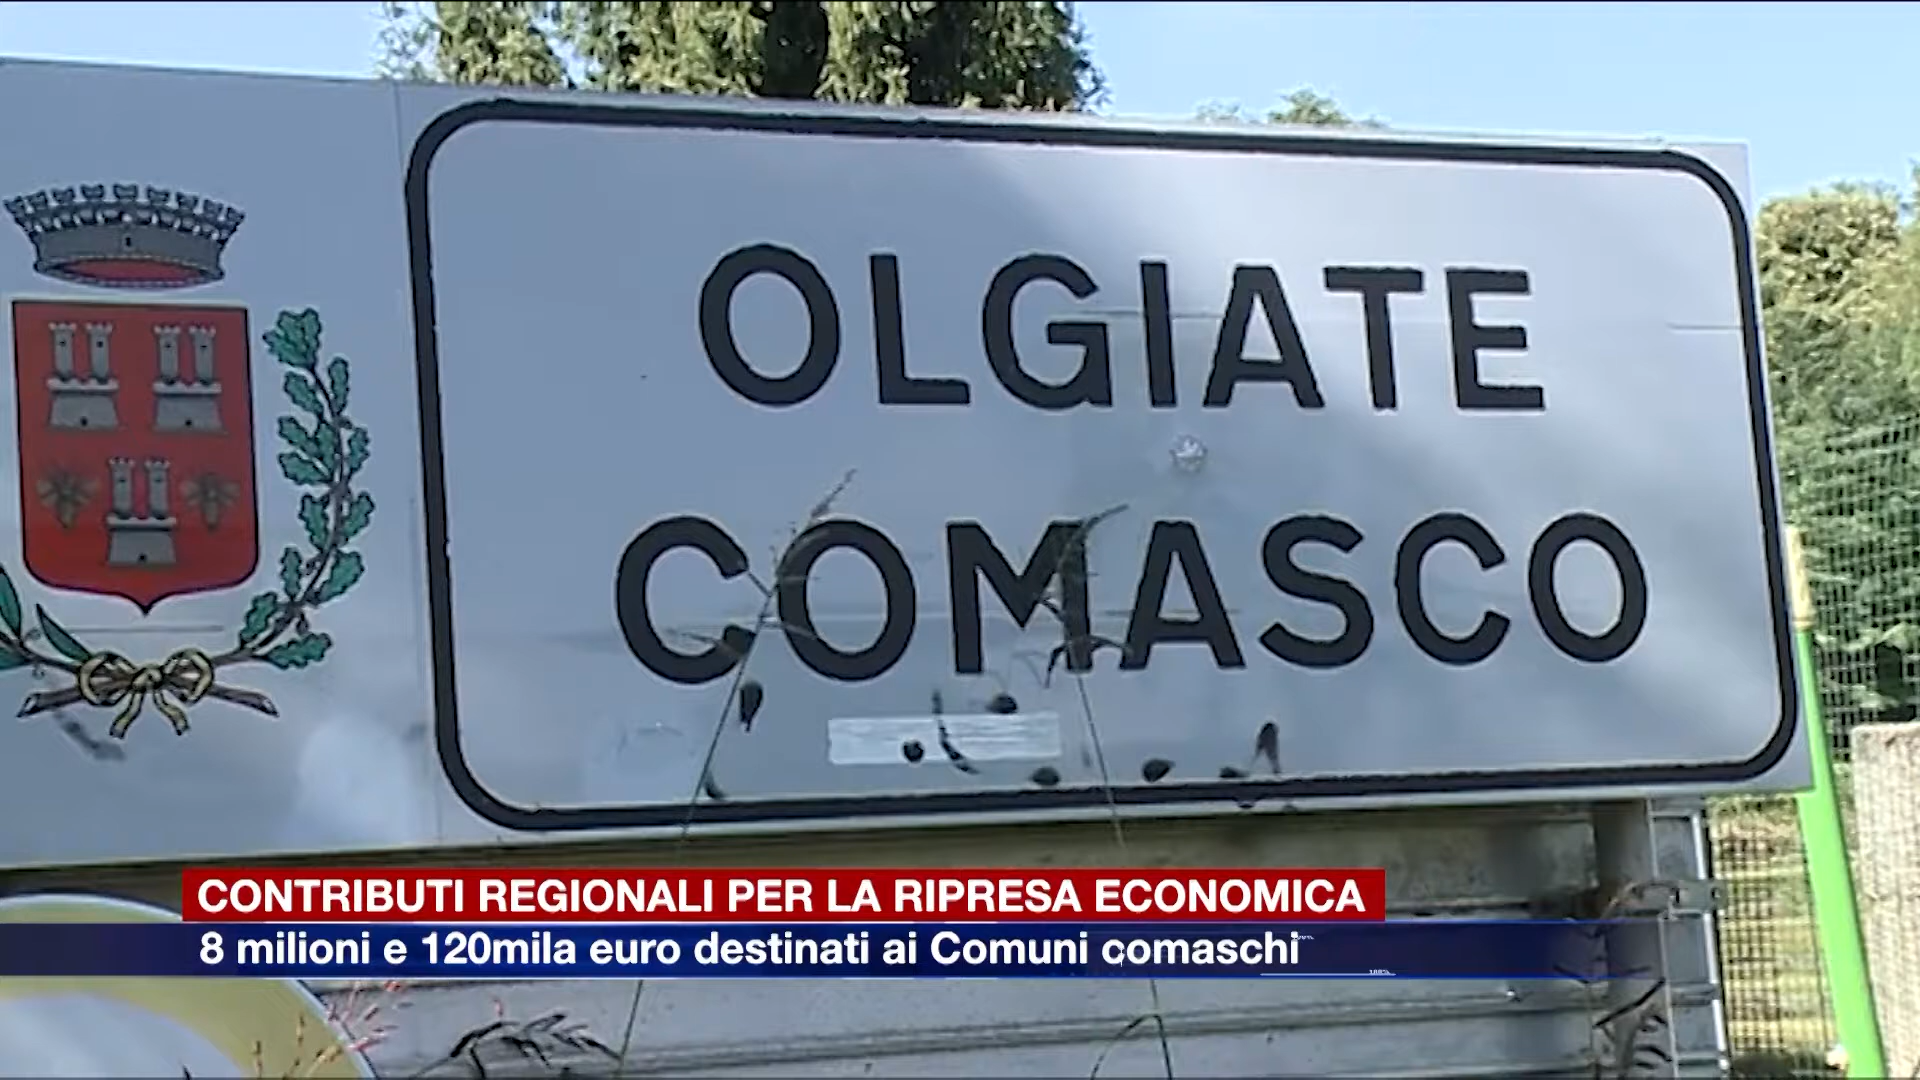 OLGIATE
COMASCO
CONTRIBUTI REGIONALI PER LA RIPRESA ECONOMICA
8 milioni e 120mila euro destinati ai Comuni comaschi